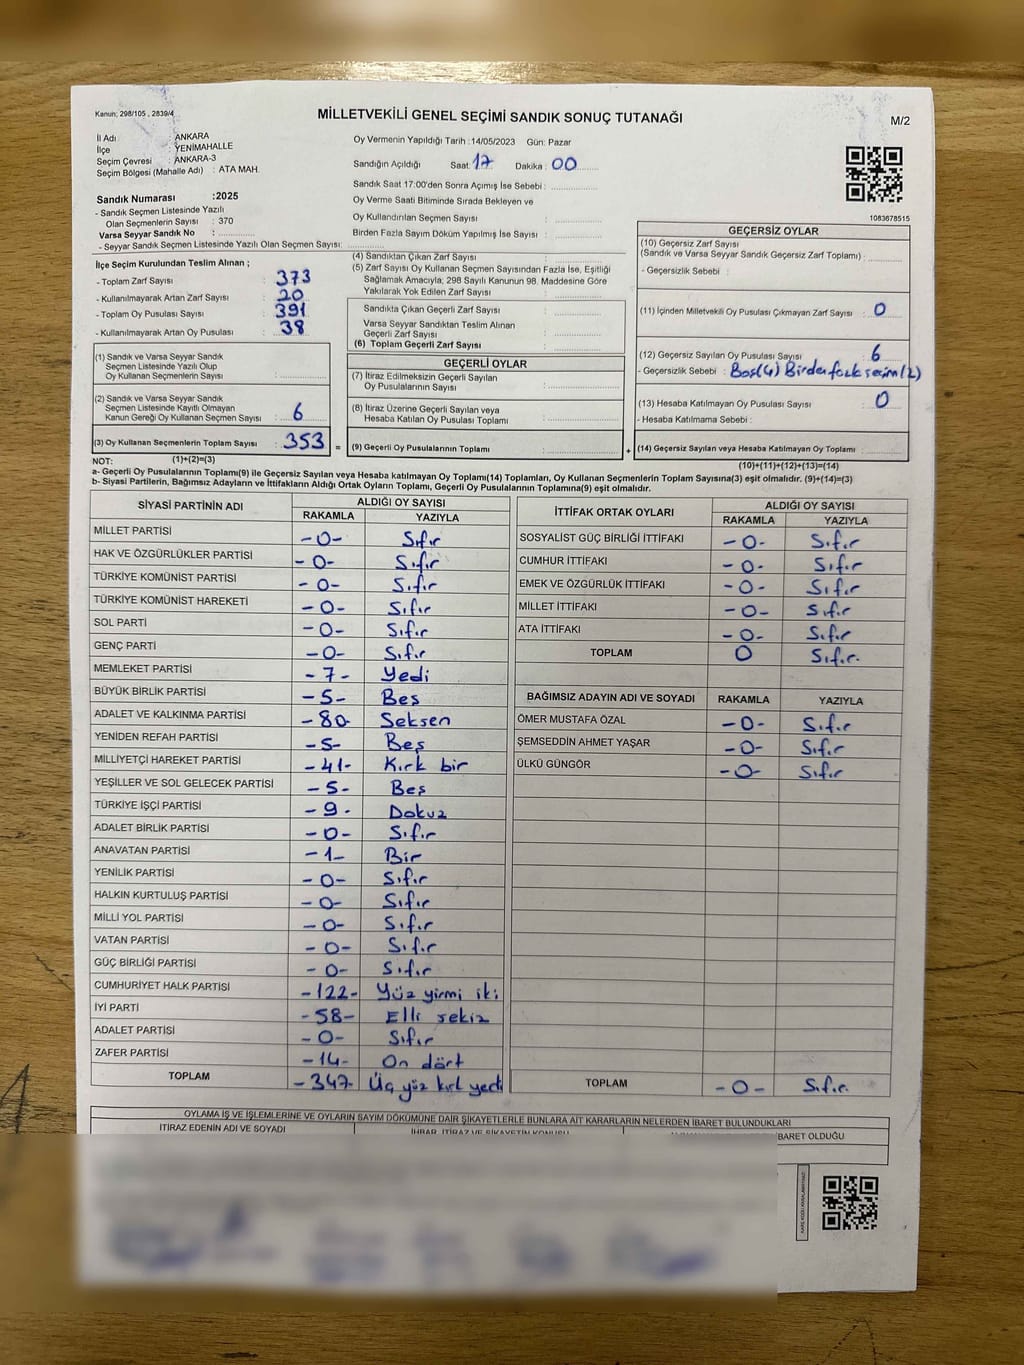 Kanun; 298/105 , 2839/4
MİLLETVEKİLİ GENEL SEÇİMİ SANDIK SONUÇ TUTANAĞI
M/2
İl Adı : ANKARA
İlçe : YENİMAHALLE
Seçim Çevresi : ANKARA-3
Seçim Bölgesi (Mahalle Adı) : ATA MAH.
Oy Vermenin Yapıldığı Tarih : 14/05/2023 Gün: Pazar
Sandığın Açıldığı Saat: 17 Dakika : 00
Sandık Saat 17:00'den Sonra Açımış İse Sebebi :
Oy Verme Saati Bitiminde Sırada Bekleyen ve
Oy Kullandırılan Seçmen Sayısı :
Birden Fazla Sayım Döküm Yapılmış İse Sayısı :
1083678515
Sandık Numarası :2025
- Sandık Seçmen Listesinde Yazılı
Olan Seçmenlerin Sayısı : 370
Varsa Seyyar Sandık No :
- Seyyar Sandık Seçmen Listesinde Yazılı Olan Seçmen Sayısı:
İlçe Seçim Kurulundan Teslim Alınan ;
- Toplam Zarf Sayısı : 373
- Kullanılmayarak Artan Zarf Sayısı : 20
- Toplam Oy Pusulası Sayısı : 391
- Kullanılmayarak Artan Oy Pusulası : 38
(1) Sandık ve Varsa Seyyar Sandık
Seçmen Listesinde Yazılı Olup
Oy Kullanan Seçmenlerin Sayısı :
(2) Sandık ve Varsa Seyyar Sandık
Seçmen Listesinde Kayıtlı Olmayan
Kanun Gereği Oy Kullanan Seçmen Sayısı : 6
(3) Oy Kullanan Seçmenlerin Toplam Sayısı : 353 =
(4) Sandıktan Çıkan Zarf Sayısı :
(5) Zarf Sayısı Oy Kullanan Seçmen Sayısından Fazla İse, Eşitliği
Sağlamak Amacıyla; 298 Sayılı Kanunun 98. Maddesine Göre
Yakılarak Yok Edilen Zarf Sayısı :
Sandıkta Çıkan Geçerli Zarf Sayısı :
Varsa Seyyar Sandıktan Teslim Alınan
Geçerli Zarf Sayısı :
(6) Toplam Geçerli Zarf Sayısı :
GEÇERLİ OYLAR
(7) İtiraz Edilmeksizin Geçerli Sayılan
Oy Pusulalarının Sayısı :
(8) İtiraz Üzerine Geçerli Sayılan veya
Hesaba Katılan Oy Pusulası Toplamı :
(9) Geçerli Oy Pusulalarının Toplamı : +
GEÇERSİZ OYLAR
(10) Geçersiz Zarf Sayısı
(Sandık ve Varsa Seyyar Sandık Geçersiz Zarf Toplamı) :
- Geçersizlik Sebebi :
(11) İçinden Milletvekili Oy Pusulası Çıkmayan Zarf Sayısı : 0
(12) Geçersiz Sayılan Oy Pusulası Sayısı : 6
- Geçersizlik Sebebi : Boş(4) Birden fazla seçim(2)
(13) Hesaba Katılmayan Oy Pusulası Sayısı : 0
- Hesaba Katılmama Sebebi :
(14) Geçersiz Sayılan veya Hesaba Katılmayan Oy Toplamı :
NOT: (1)+(2)=(3)
(10)+(11)+(12)+(13)=(14)
a- Geçerli Oy Pusulalarının Toplamı(9) ile Geçersiz Sayılan veya Hesaba katılmayan Oy Toplamı(14) Toplamları, Oy Kullanan Seçmenlerin Toplam Sayısına(3) eşit olmalıdır. (9)+(14)=(3)
b- Siyasi Partilerin, Bağımsız Adayların ve İttifakların Aldığı Ortak Oyların Toplamı, Geçerli Oy Pusulalarının Toplamına(9) eşit olmalıdır.
SİYASİ PARTİNİN ADI ALDIĞI OY SAYISI
RAKAMLA YAZIYLA
MİLLET PARTİSİ -0- Sıfır
HAK VE ÖZGÜRLÜKLER PARTİSİ -0- Sıfır
TÜRKİYE KOMÜNİST PARTİSİ -0- Sıfır
TÜRKİYE KOMÜNİST HAREKETİ -0- Sıfır
SOL PARTİ -0- Sıfır
GENÇ PARTİ -0- Sıfır
MEMLEKET PARTİSİ -7- Yedi
BÜYÜK BİRLİK PARTİSİ -5- Beş
ADALET VE KALKINMA PARTİSİ -80- Seksen
YENİDEN REFAH PARTİSİ -5- Beş
MİLLİYETÇİ HAREKET PARTİSİ -41- Kırk bir
YEŞİLLER VE SOL GELECEK PARTİSİ -5- Beş
TÜRKİYE İŞÇİ PARTİSİ -9- Dokuz
ADALET BİRLİK PARTİSİ -0- Sıfır
ANAVATAN PARTİSİ -1- Bir
YENİLİK PARTİSİ -0- Sıfır
HALKIN KURTULUŞ PARTİSİ -0- Sıfır
MİLLİ YOL PARTİSİ -0- Sıfır
VATAN PARTİSİ -0- Sıfır
GÜÇ BİRLİĞİ PARTİSİ -0- Sıfır
CUMHURİYET HALK PARTİSİ -122- Yüz yirmi iki
İYİ PARTİ -58- Elli sekiz
ADALET PARTİSİ -0- Sıfır
ZAFER PARTİSİ -14- On dört
TOPLAM -347- Üç yüz kırk yedi
İTTİFAK ORTAK OYLARI ALDIĞI OY SAYISI
RAKAMLA YAZIYLA
SOSYALIST GÜÇ BİRLİĞİ İTTİFAKI -0- Sıfır
CUMHUR İTTİFAKI -0- Sıfır
EMEK VE ÖZGÜRLÜK İTTİFAKI -0- Sıfır
MİLLET İTTİFAKI -0- Sıfır
ATA İTTİFAKI -0- Sıfır
TOPLAM 0 Sıfır.
BAĞIMSIZ ADAYIN ADI VE SOYADI RAKAMLA YAZIYLA
ÖMER MUSTAFA ÖZAL -0- Sıfır
ŞEMSEDDİN AHMET YAŞAR -0- Sıfır
ÜLKÜ GÜNGÖR -0- Sıfır
TOPLAM -0- Sıfır.
OYLAMA İŞ VE İŞLEMLERİNE VE OYLARIN SAYIM DÖKÜMÜNE DAİR ŞİKAYETLERLE BUNLARA AİT KARARLARIN NELERDEN İBARET BULUNDUKLARI
İTİRAZ EDENİN ADI VE SOYADI İHBAR, İTİRAZ VE ŞİKAYETİN KONUSU BARET OLDUĞU